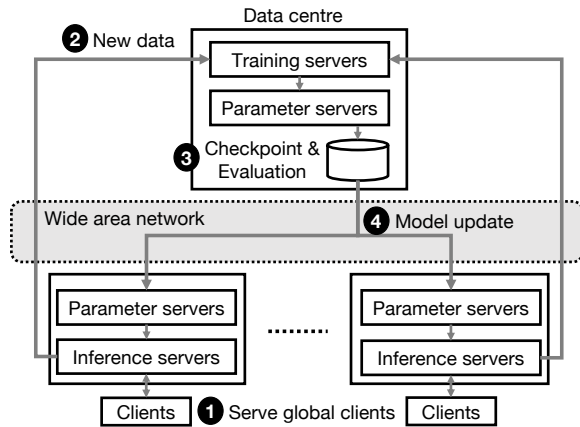 Data centre
2 New data
Training servers
Parameter servers
3 Checkpoint &
Evaluation
Wide area network
4 Model update
Parameter servers
Parameter servers
Inference servers
Inference servers
Clients
1 Serve global clients
Clients